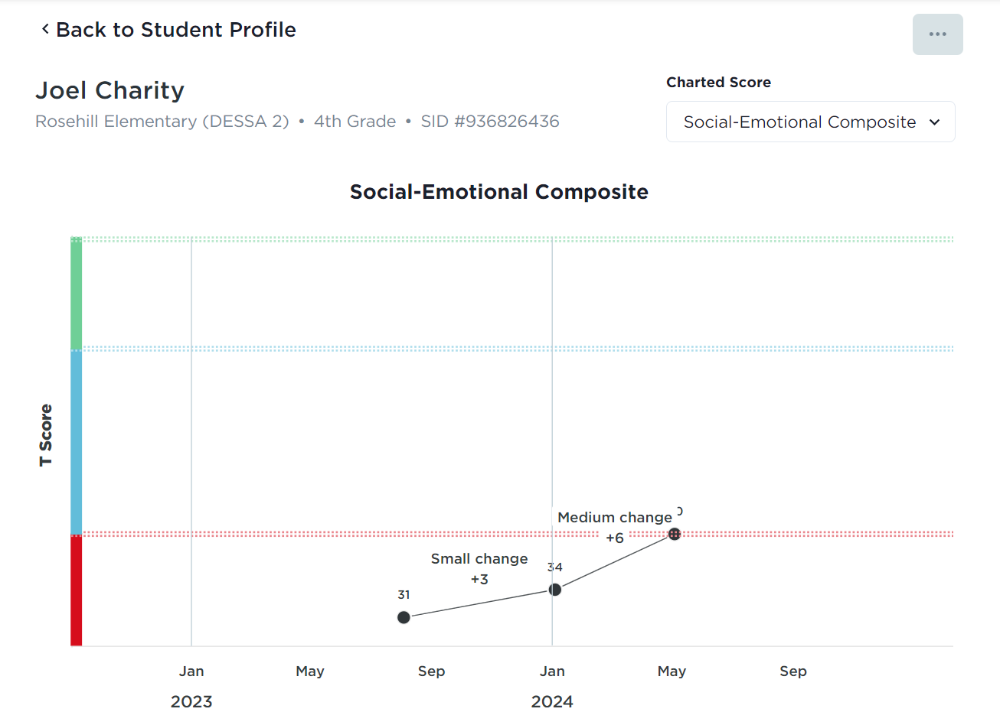 Back to Student Profile
Joel Charity
Rosehill Elementary (DESSA 2) • 4th Grade • SID #936826436
Charted Score
Social-Emotional Composite
Social-Emotional Composite
T Score
Medium change
+6
Small change
+3
34
31
Jan May Sep Jan May Sep
2023 2024